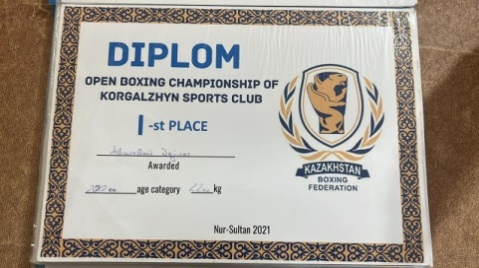 DIPLOM
OPEN BOXING CHAMPIONSHIP OF
KORGALZHYN SPORTS CLUB
I -st PLACE
Awarded
age category kg
KAZAKHSTAN
BOXING
FEDERATION
Nur-Sultan 2021